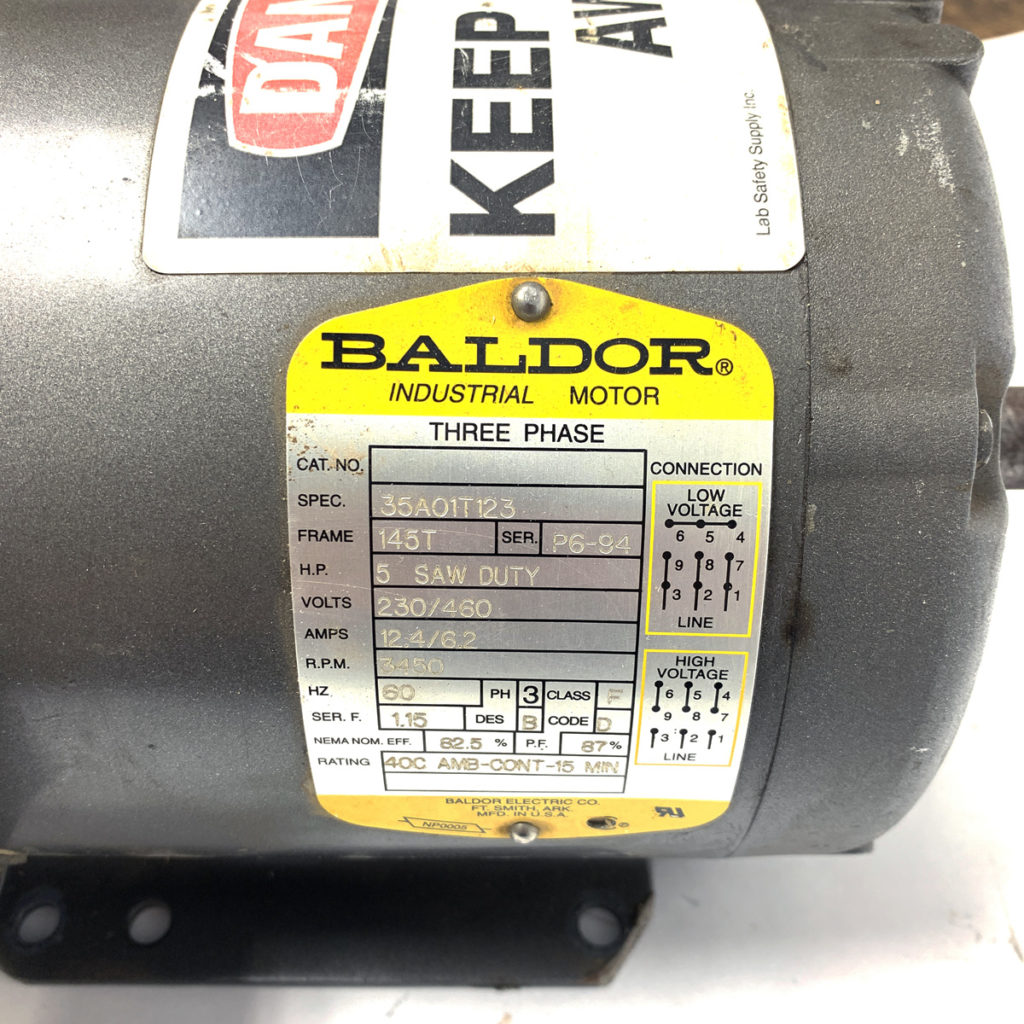 DAN
KEEP
AW
Lab Safety Supply Inc.
BALDOR®
INDUSTRIAL MOTOR
THREE PHASE
CAT. NO.
SPEC. 35A01T123
FRAME 145T SER. P6-94
H.P. 5 SAW DUTY
VOLTS 230/460
AMPS 12.4/6.2
R.P.M. 3450
HZ 60 PH 3 CLASS F
SER. F. 1.15 DES B CODE D
NEMA NOM. EFF. 82.5 % P.F. 87 %
RATING 40C AMB-CONT-15 MIN
CONNECTION
LOW
VOLTAGE
6 5 4
9 8 7
3 2 1
LINE
HIGH
VOLTAGE
6 5 4
9 8 7
3 2 1
LINE
BALDOR ELECTRIC CO.
FT. SMITH, ARK.
MFD. IN U.S.A.
NP0005